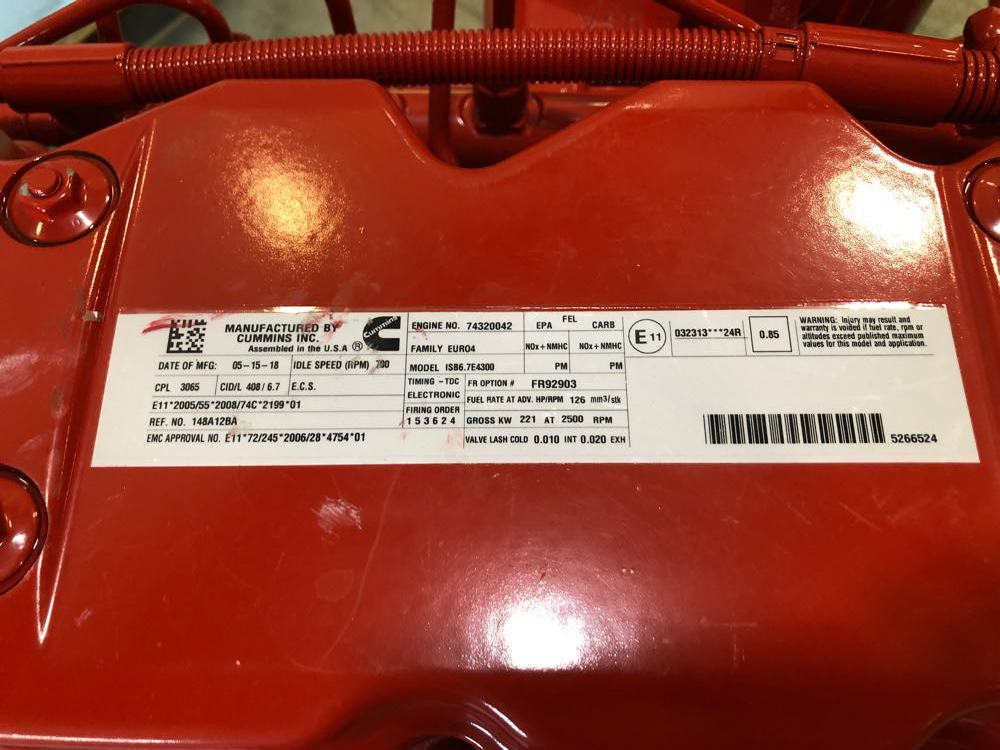 MANUFACTURED BY
CUMMINS INC.
Assembled in the U.S.A ®
Cummins
DATE OF MFG: 05-15-18 IDLE SPEED (RPM) 700
CPL 3065 CID/L 408/6.7 E.C.S.
E11*2005/55*2008/74C*2199*01
REF. NO. 148A12BA
EMC APPROVAL NO. E11*72/245*2006/28*4754*01
ENGINE NO. 74320042
FAMILY EURO4
MODEL ISB6.7E4300
FEL
EPA CARB
NOx+NMHC NOx+NMHC
PM PM
TIMING -TDC
ELECTRONIC
FIRING ORDER
1 5 3 6 2 4
FR OPTION # FR92903
FUEL RATE AT ADV. HP/RPM 126 mm3/stk
GROSS KW 221 AT 2500 RPM
VALVE LASH COLD 0.010 INT 0.020 EXH
E 11
032313***24R
0.85
WARNING: Injury may result and
warranty is voided if fuel rate, rpm or
altitudes exceed published maximum
values for this model and application.
5266524